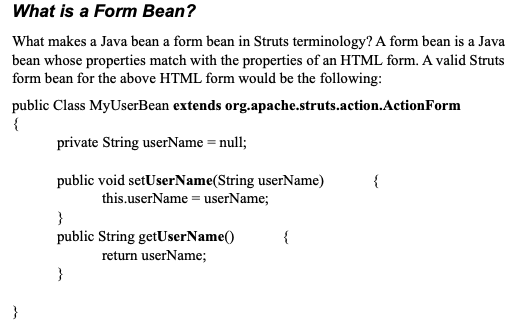 What is a Form Bean?
What makes a Java bean a form bean in Struts terminology? A form bean is a Java
bean whose properties match with the properties of an HTML form. A valid Struts
form bean for the above HTML form would be the following:
public Class MyUserBean extends org.apache.struts.action.ActionForm
{
private String userName = null;
public void setUserName(String userName) {
this.userName = userName;
}
public String getUserName() {
return userName;
}
}